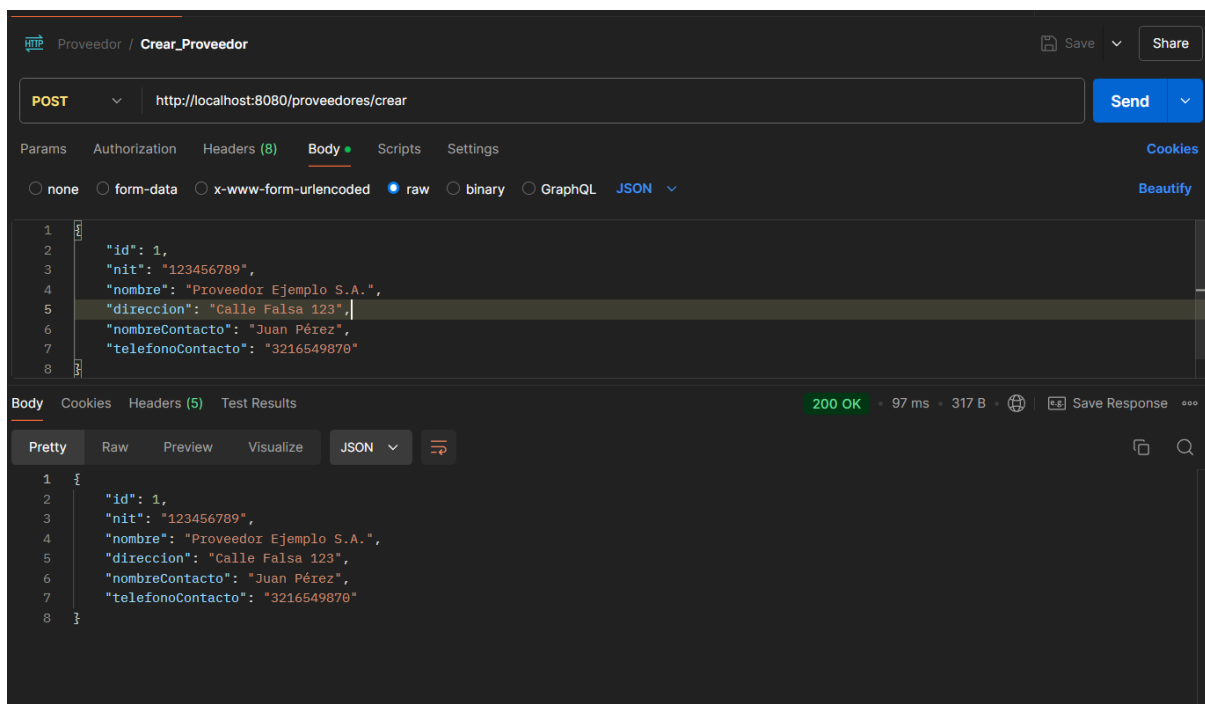 HTTP Proveedor / Crear_Proveedor Save Share
POST http://localhost:8080/proveedores/crear Send
Params Authorization Headers (8) Body Scripts Settings Cookies
none form-data x-www-form-urlencoded raw binary GraphQL JSON Beautify
1 {
2 "id": 1,
3 "nit": "123456789",
4 "nombre": "Proveedor Ejemplo S.A.",
5 "direccion": "Calle Falsa 123",
6 "nombreContacto": "Juan Pérez",
7 "telefonoContacto": "3216549870"
8 }
Body Cookies Headers (5) Test Results 200 OK 97 ms 317 B e.g. Save Response
Pretty Raw Preview Visualize JSON
1 {
2 "id": 1,
3 "nit": "123456789",
4 "nombre": "Proveedor Ejemplo S.A.",
5 "direccion": "Calle Falsa 123",
6 "nombreContacto": "Juan Pérez",
7 "telefonoContacto": "3216549870"
8 }